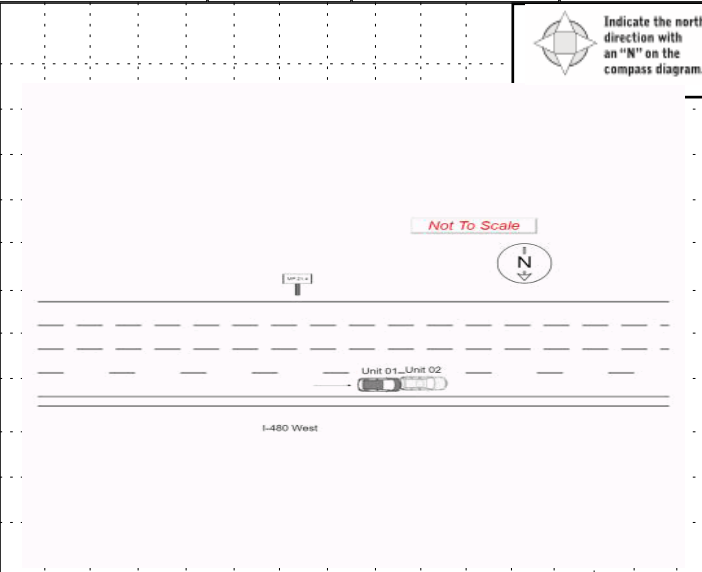 Indicate the north
direction with
an “N” on the
compass diagram.
Not To Scale
N
Unit 01
Unit 02
I-480 West